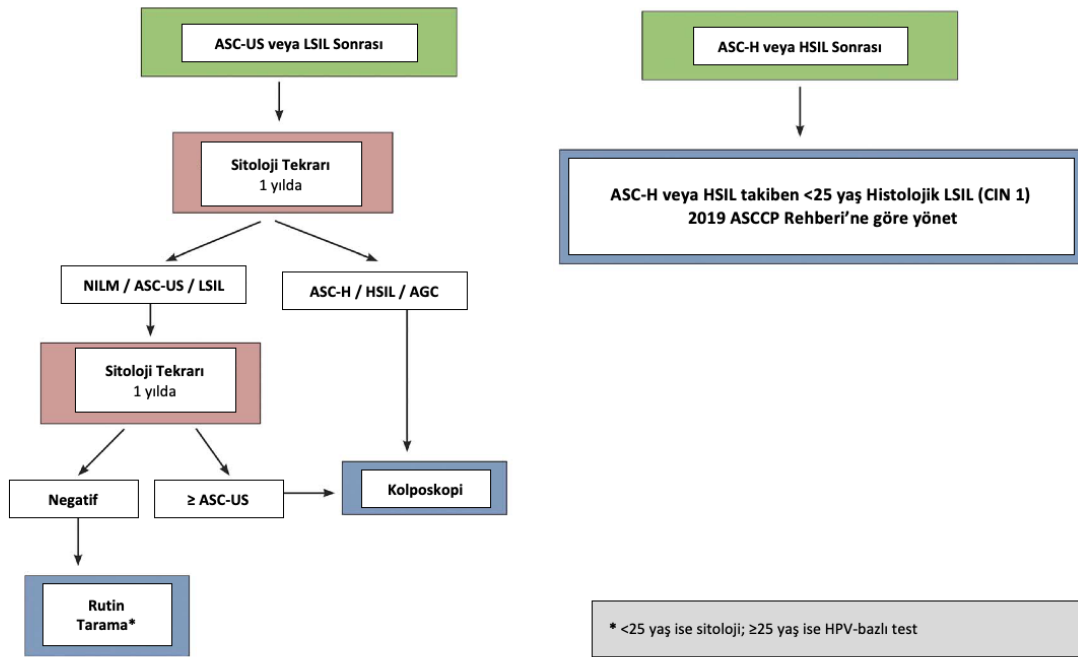 ASC-US veya LSIL Sonrası
Sitoloji Tekrarı
1 yılda
NILM / ASC-US / LSIL
ASC-H / HSIL / AGC
Sitoloji Tekrarı
1 yılda
Negatif
≥ ASC-US
Kolposkopi
Rutin
Tarama*
ASC-H veya HSIL Sonrası
ASC-H veya HSIL takiben <25 yaş Histolojik LSIL (CIN 1)
2019 ASCCP Rehberi’ne göre yönet
* <25 yaş ise sitoloji; ≥25 yaş ise HPV-bazlı test